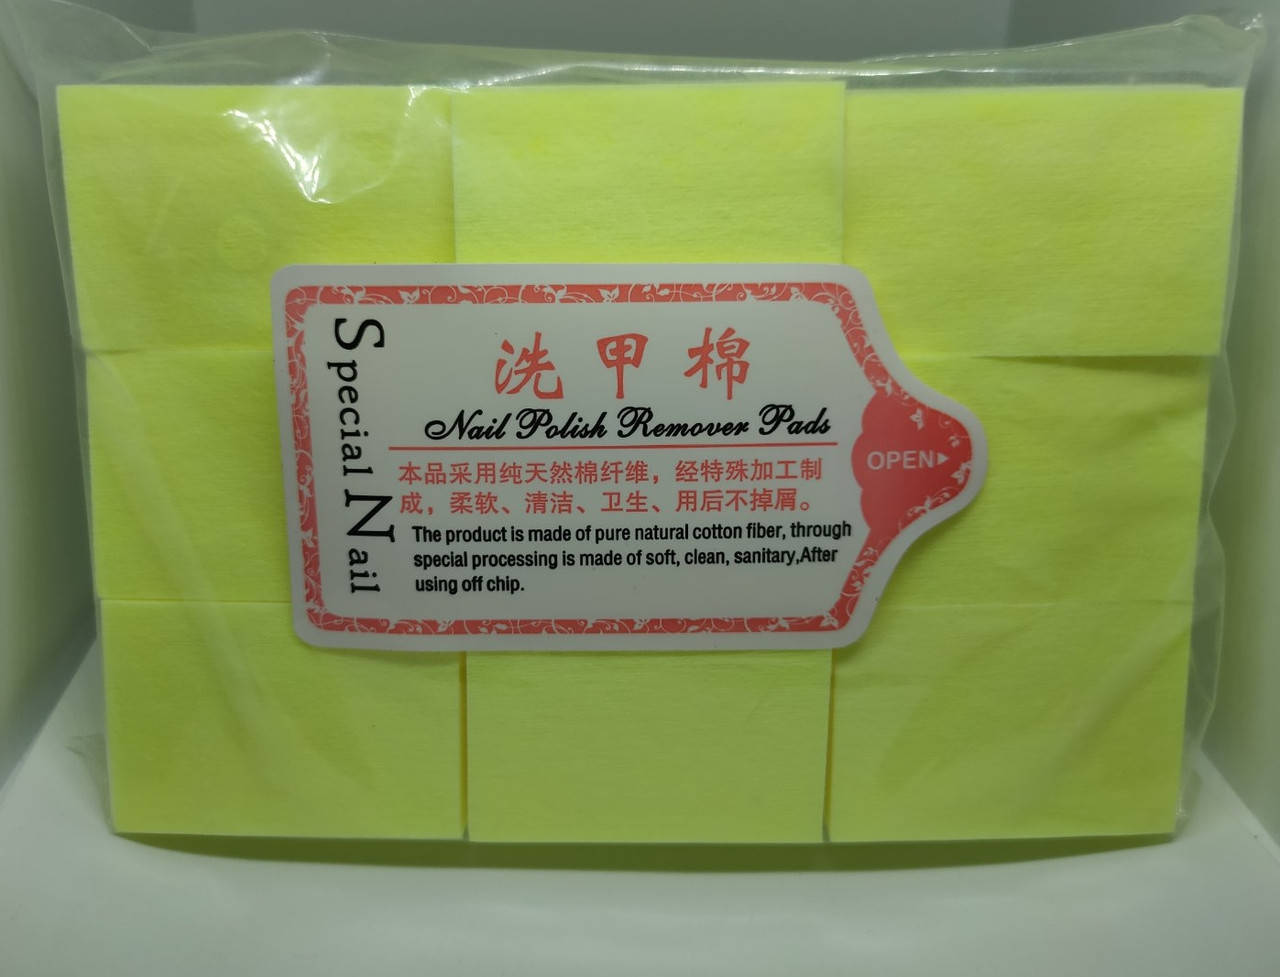 Special Nail
洗甲棉
Nail Polish Remover Pads
本品采用纯天然棉纤维，经特殊加工制
成，柔软、清洁、卫生、用后不掉屑。
The product is made of pure natural cotton fiber, through
special processing is made of soft, clean, sanitary,After
using off chip.
OPEN▸